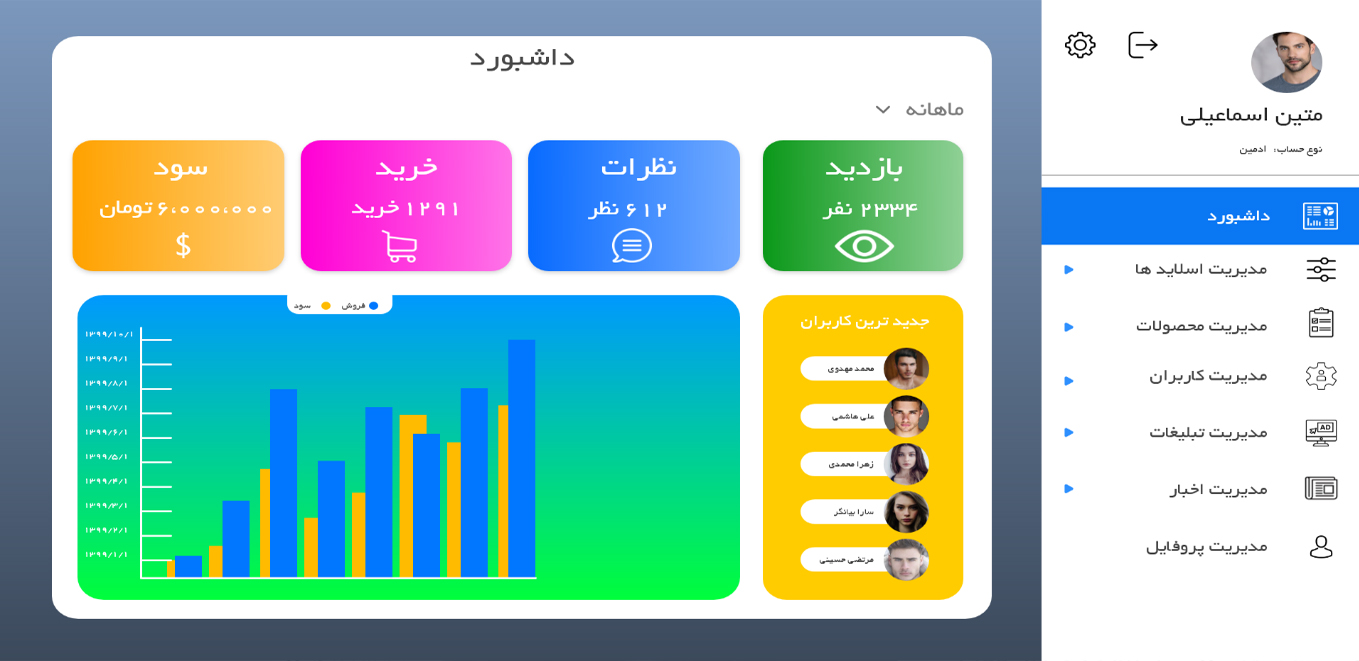 متین اسماعیلی
نوع حساب: ادمین
داشبورد
مدیریت اسلاید ها
مدیریت محصولات
مدیریت کاربران
مدیریت تبلیغات
AD
مدیریت اخبار
مدیریت پروفایل
داشبورد
ماهانه
بازدید
۲۳۳۴ نفر
نظرات
۶۱۲ نظر
خرید
۱۲۹۱ خرید
سود
۶،۰۰۰،۰۰۰ تومان
$
جدید ترین کاربران
محمد مهدوی
علی هاشمی
زهرا محمدی
سارا بیانگر
مرتضی حسینی
فروش سود
۱۳۹۹/۱۰/۱
۱۳۹۹/۹/۱
۱۳۹۹/۸/۱
۱۳۹۹/۷/۱
۱۳۹۹/۶/۱
۱۳۹۹/۵/۱
۱۳۹۹/۴/۱
۱۳۹۹/۳/۱
۱۳۹۹/۲/۱
۱۳۹۹/۱/۱